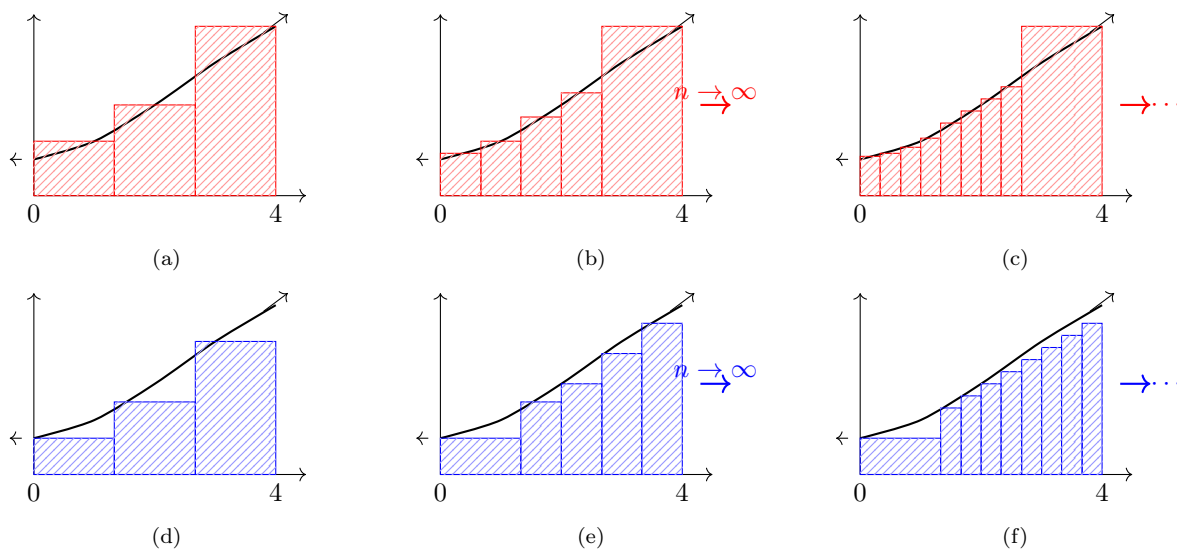 n → ∞
→ → ···
0 4 0 4 0 4
(a) (b) (c)
n → ∞
→ → ···
0 4 0 4 0 4
(d) (e) (f)